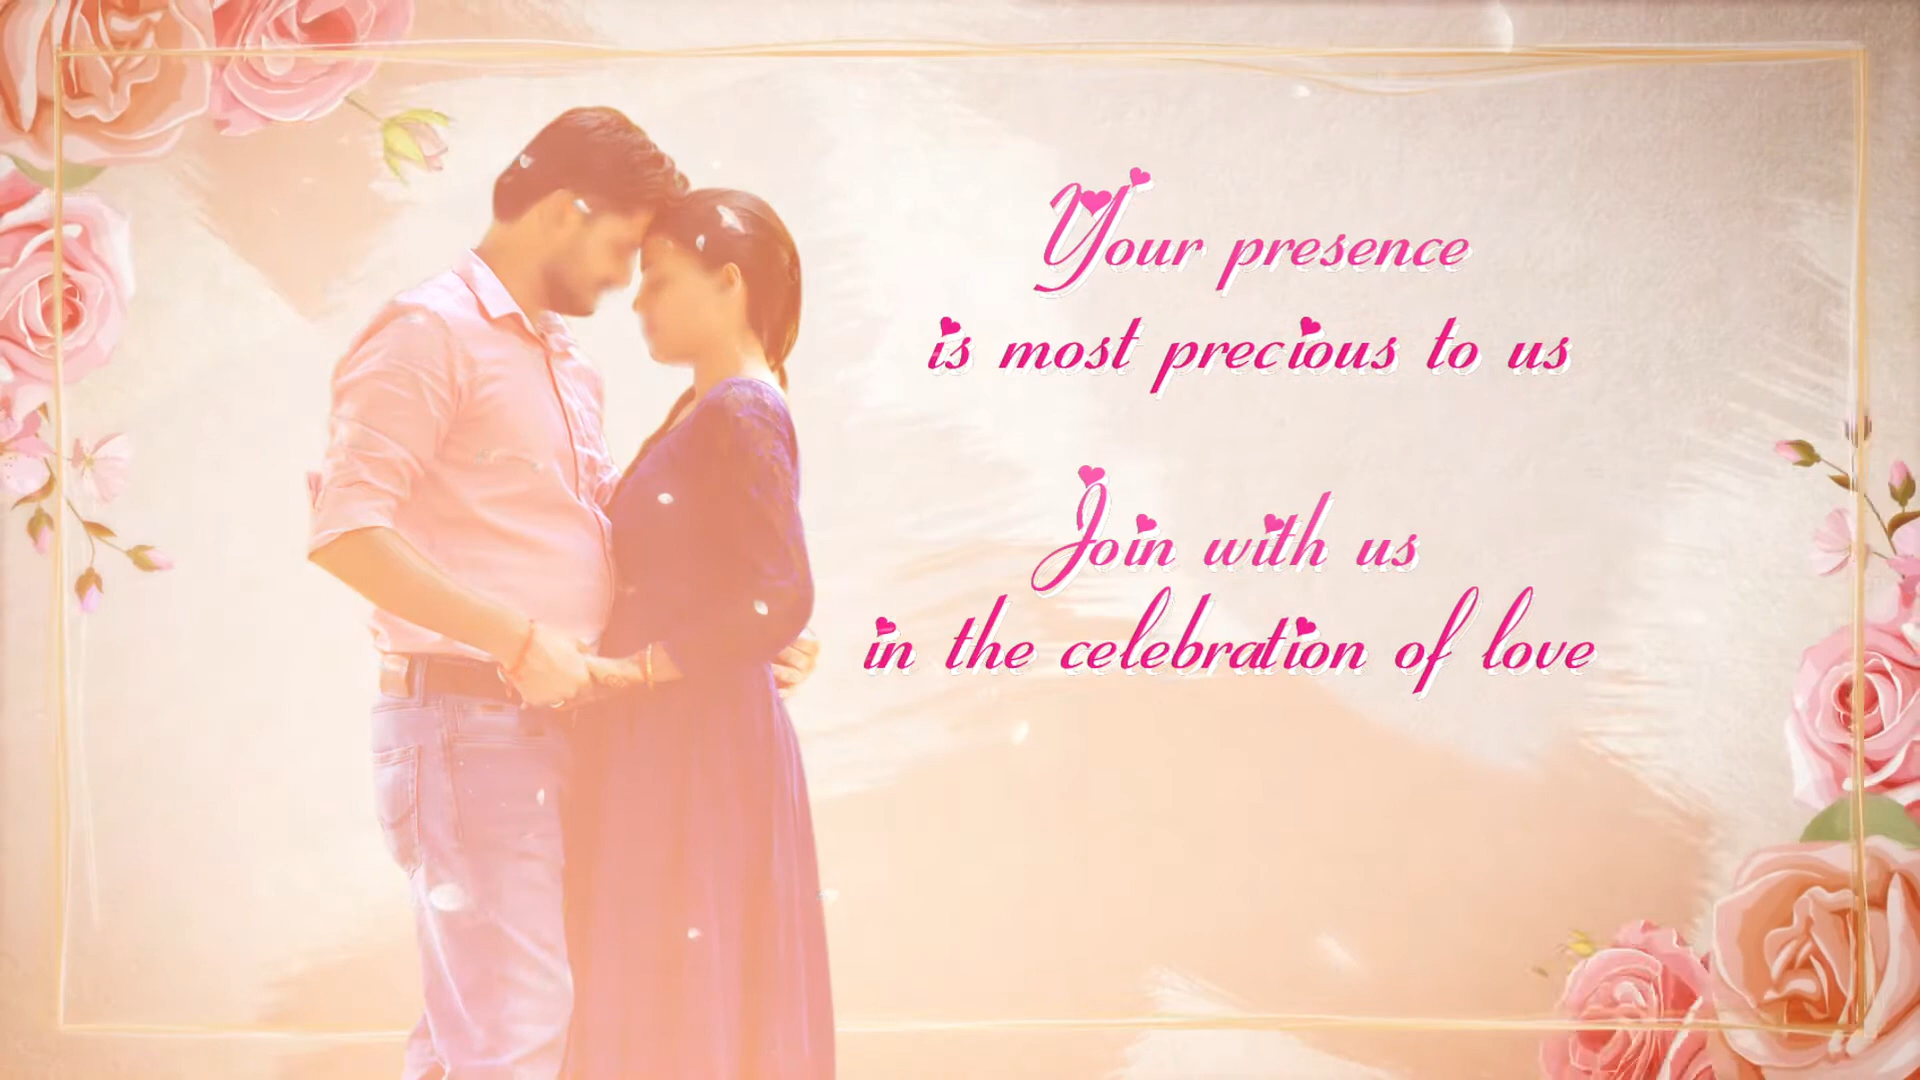 Your presence
is most precious to us
Join with us
in the celebration of love